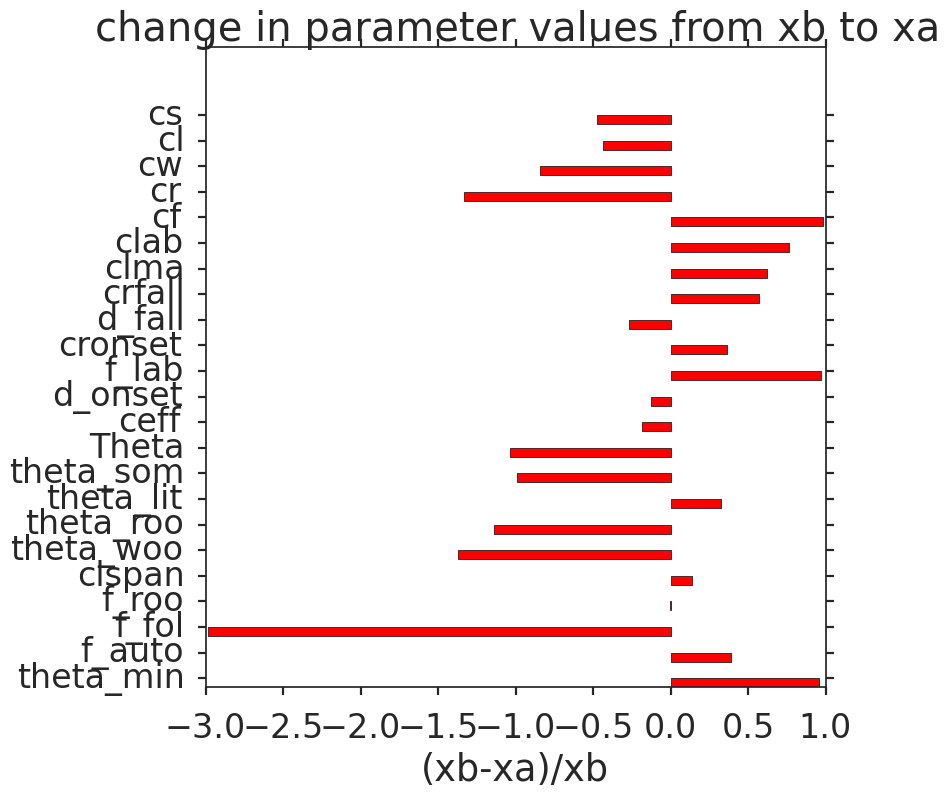 change in parameter values from xb to xa
cs
cl
cw
cr
cf
clab
clma
crfall
d_fall
cronset
f_lab
d_onset
ceff
Theta
theta_som
theta_lit
theta_roo
theta_woo
clspan
f_roo
f_fol
f_auto
theta_min
−3.0 −2.5 −2.0 −1.5 −1.0 −0.5 0.0 0.5 1.0
(xb-xa)/xb